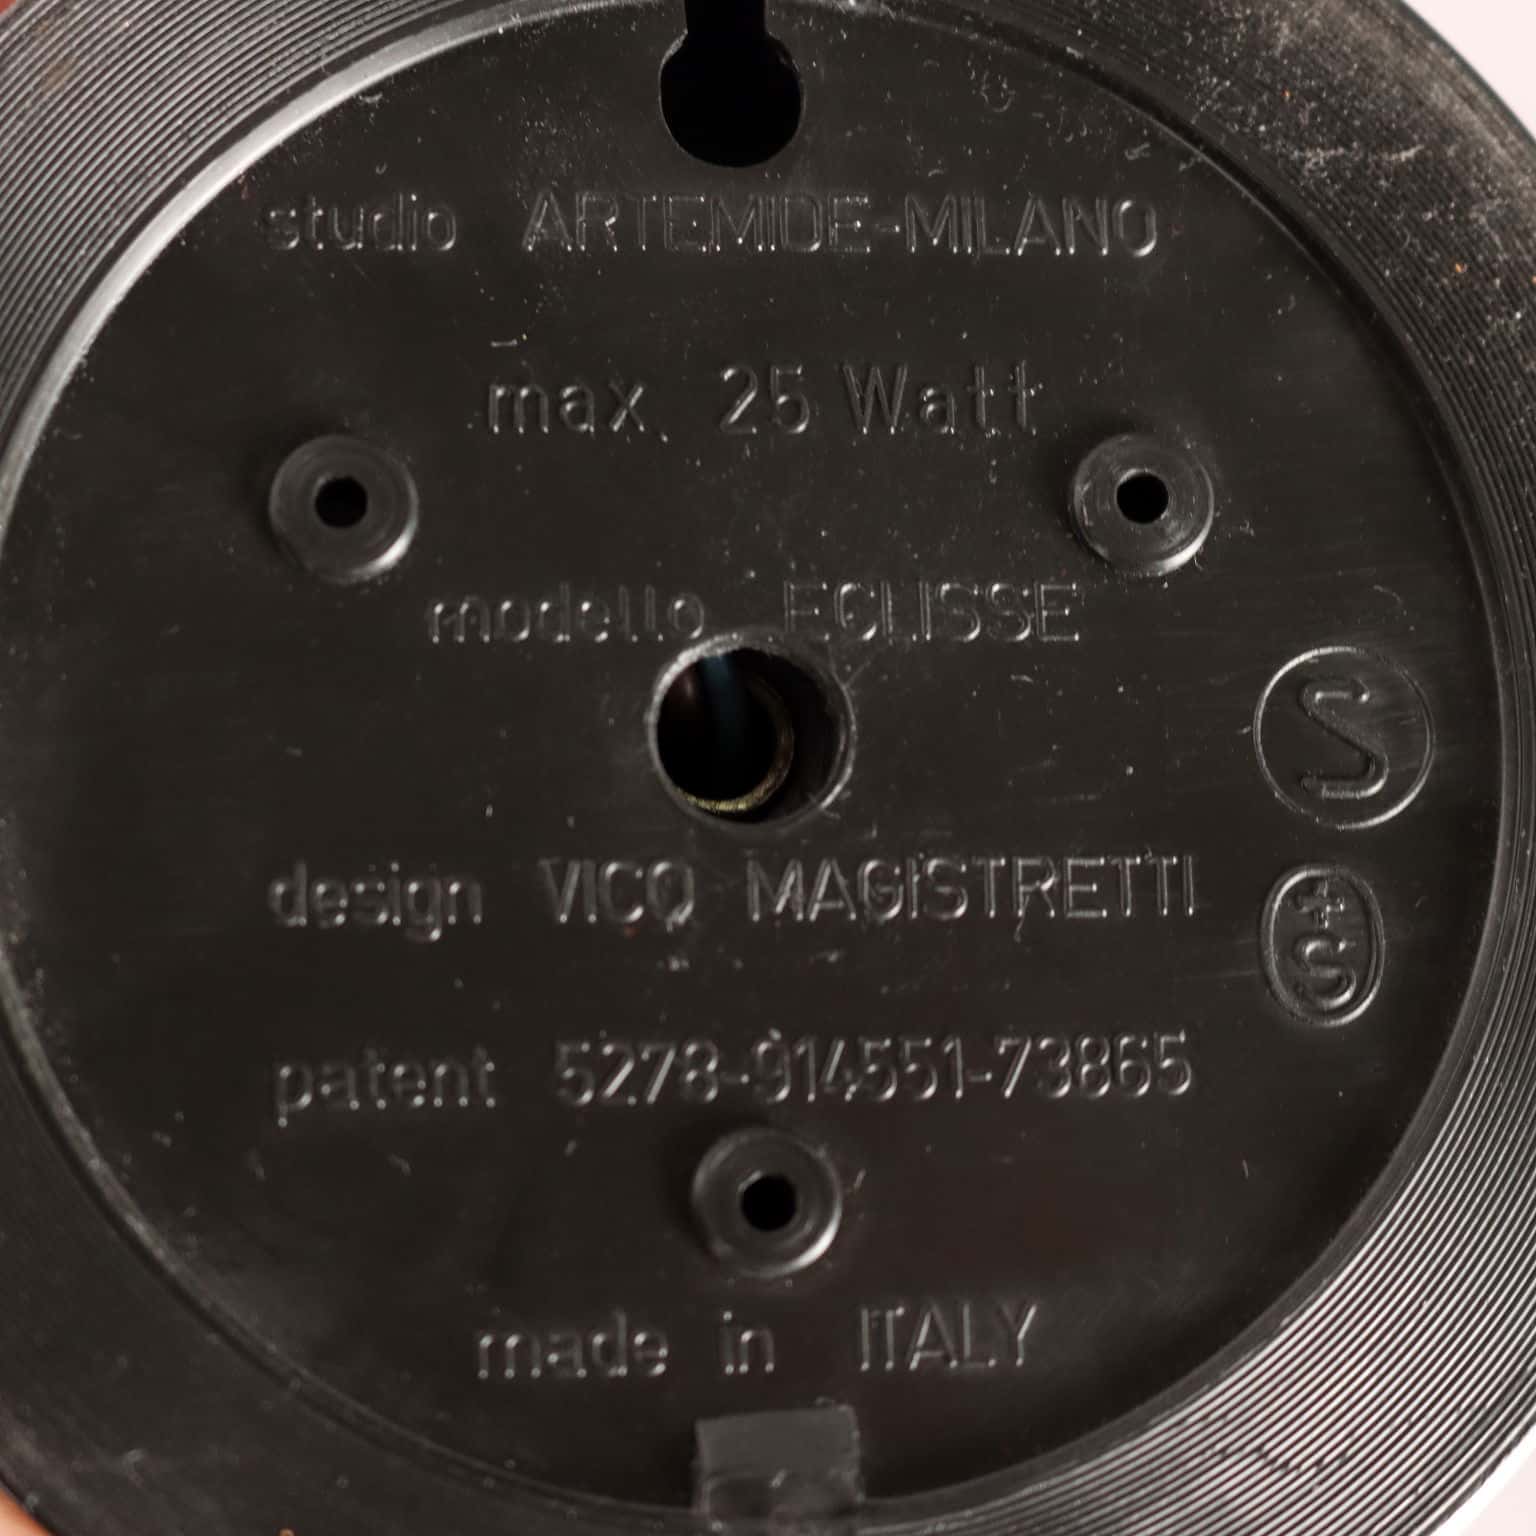 studio ARTEMIDE-MILANO
max. 25 Watt
modello ECLISSE
S
design VICO MAGISTRETTI
+S
patent 5278-914551-73865
made in ITALY